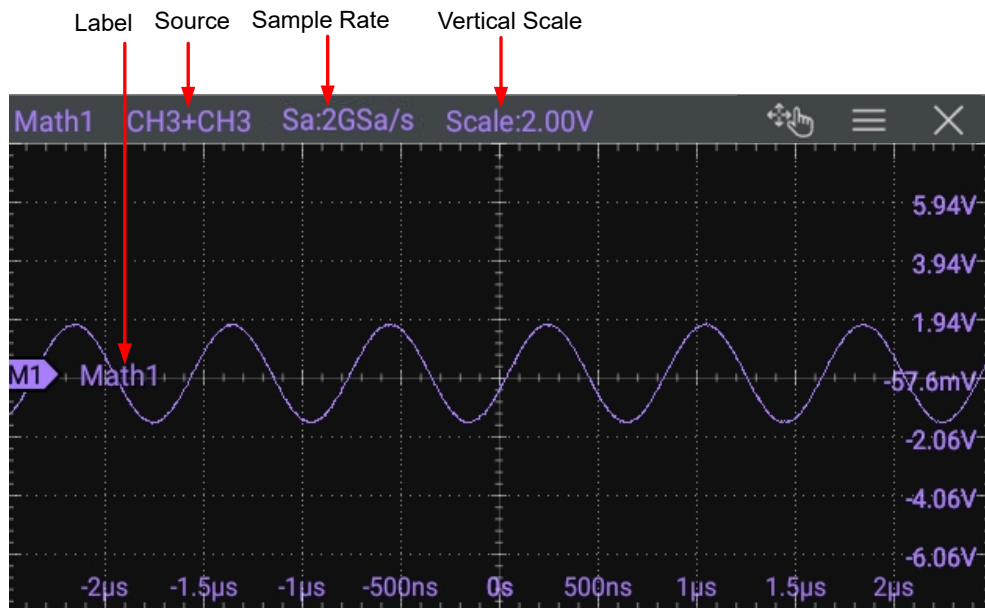 Label Source Sample Rate Vertical Scale
Math1 CH3+CH3 Sa:2GSa/s Scale:2.00V
5.94V
3.94V
1.94V
M1 Math1 -57.6mV
-2.06V
-4.06V
-6.06V
-2µs -1.5µs -1µs -500ns 0s 500ns 1µs 1.5µs 2µs